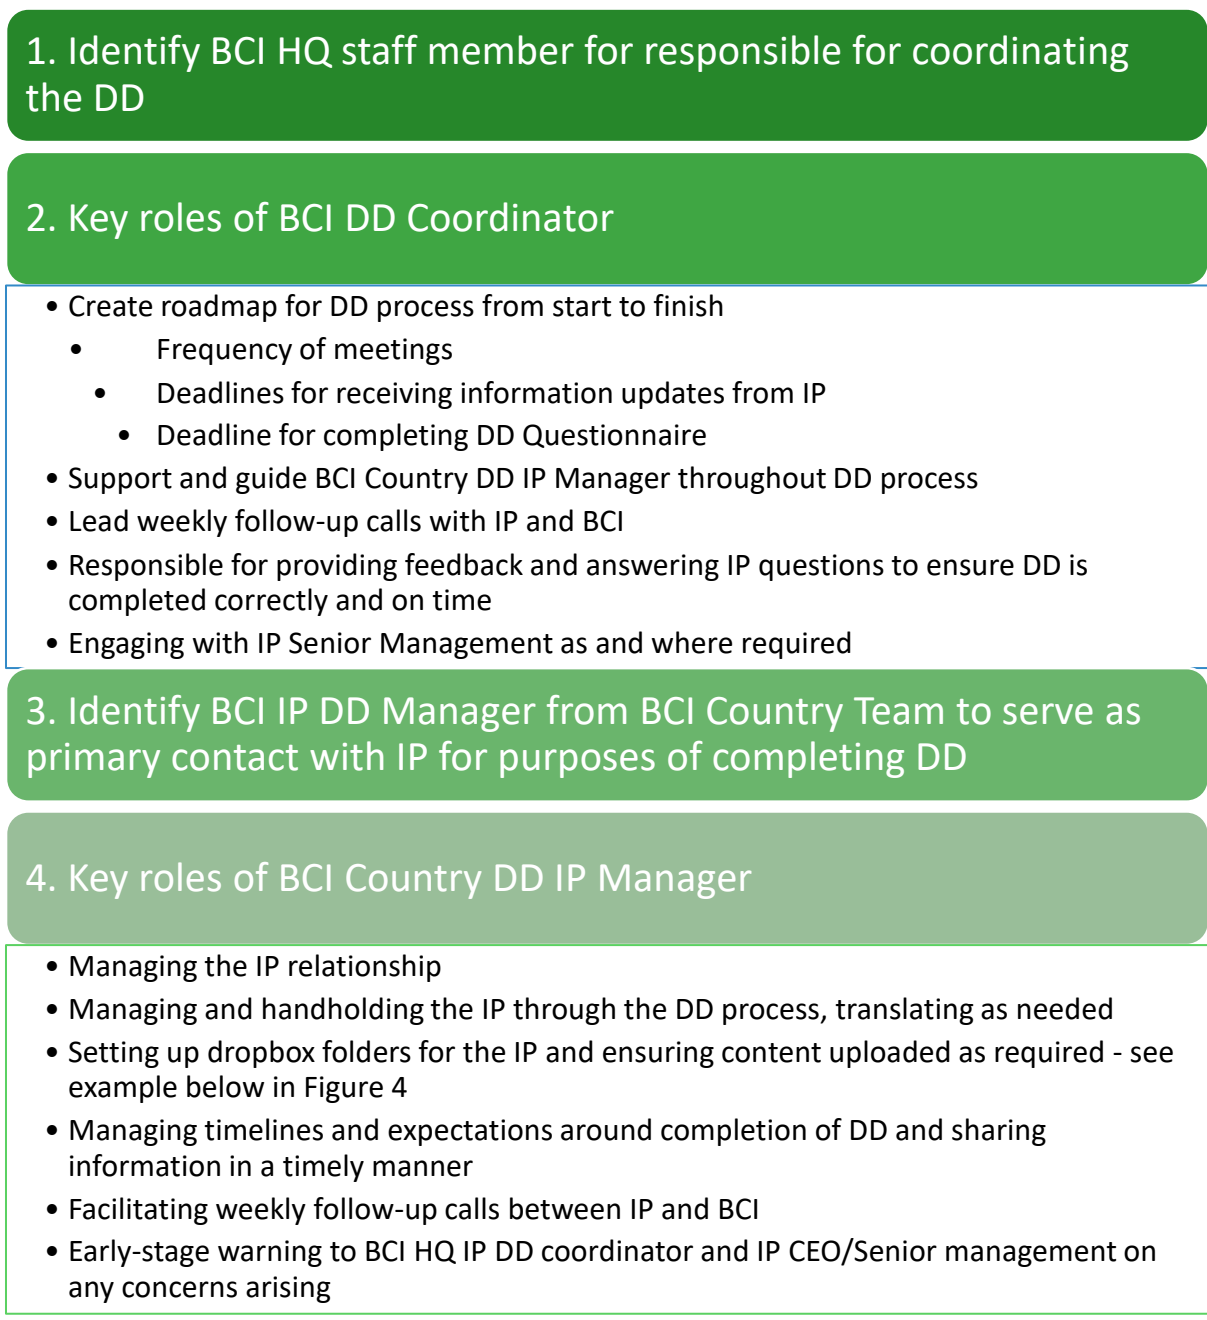 1. Identify BCI HQ staff member for responsible for coordinating
the DD
2. Key roles of BCI DD Coordinator
• Create roadmap for DD process from start to finish
• Frequency of meetings
• Deadlines for receiving information updates from IP
• Deadline for completing DD Questionnaire
• Support and guide BCI Country DD IP Manager throughout DD process
• Lead weekly follow-up calls with IP and BCI
• Responsible for providing feedback and answering IP questions to ensure DD is
completed correctly and on time
• Engaging with IP Senior Management as and where required
3. Identify BCI IP DD Manager from BCI Country Team to serve as
primary contact with IP for purposes of completing DD
4. Key roles of BCI Country DD IP Manager
• Managing the IP relationship
• Managing and handholding the IP through the DD process, translating as needed
• Setting up dropbox folders for the IP and ensuring content uploaded as required - see
example below in Figure 4
• Managing timelines and expectations around completion of DD and sharing
information in a timely manner
• Facilitating weekly follow-up calls between IP and BCI
• Early-stage warning to BCI HQ IP DD coordinator and IP CEO/Senior management on
any concerns arising